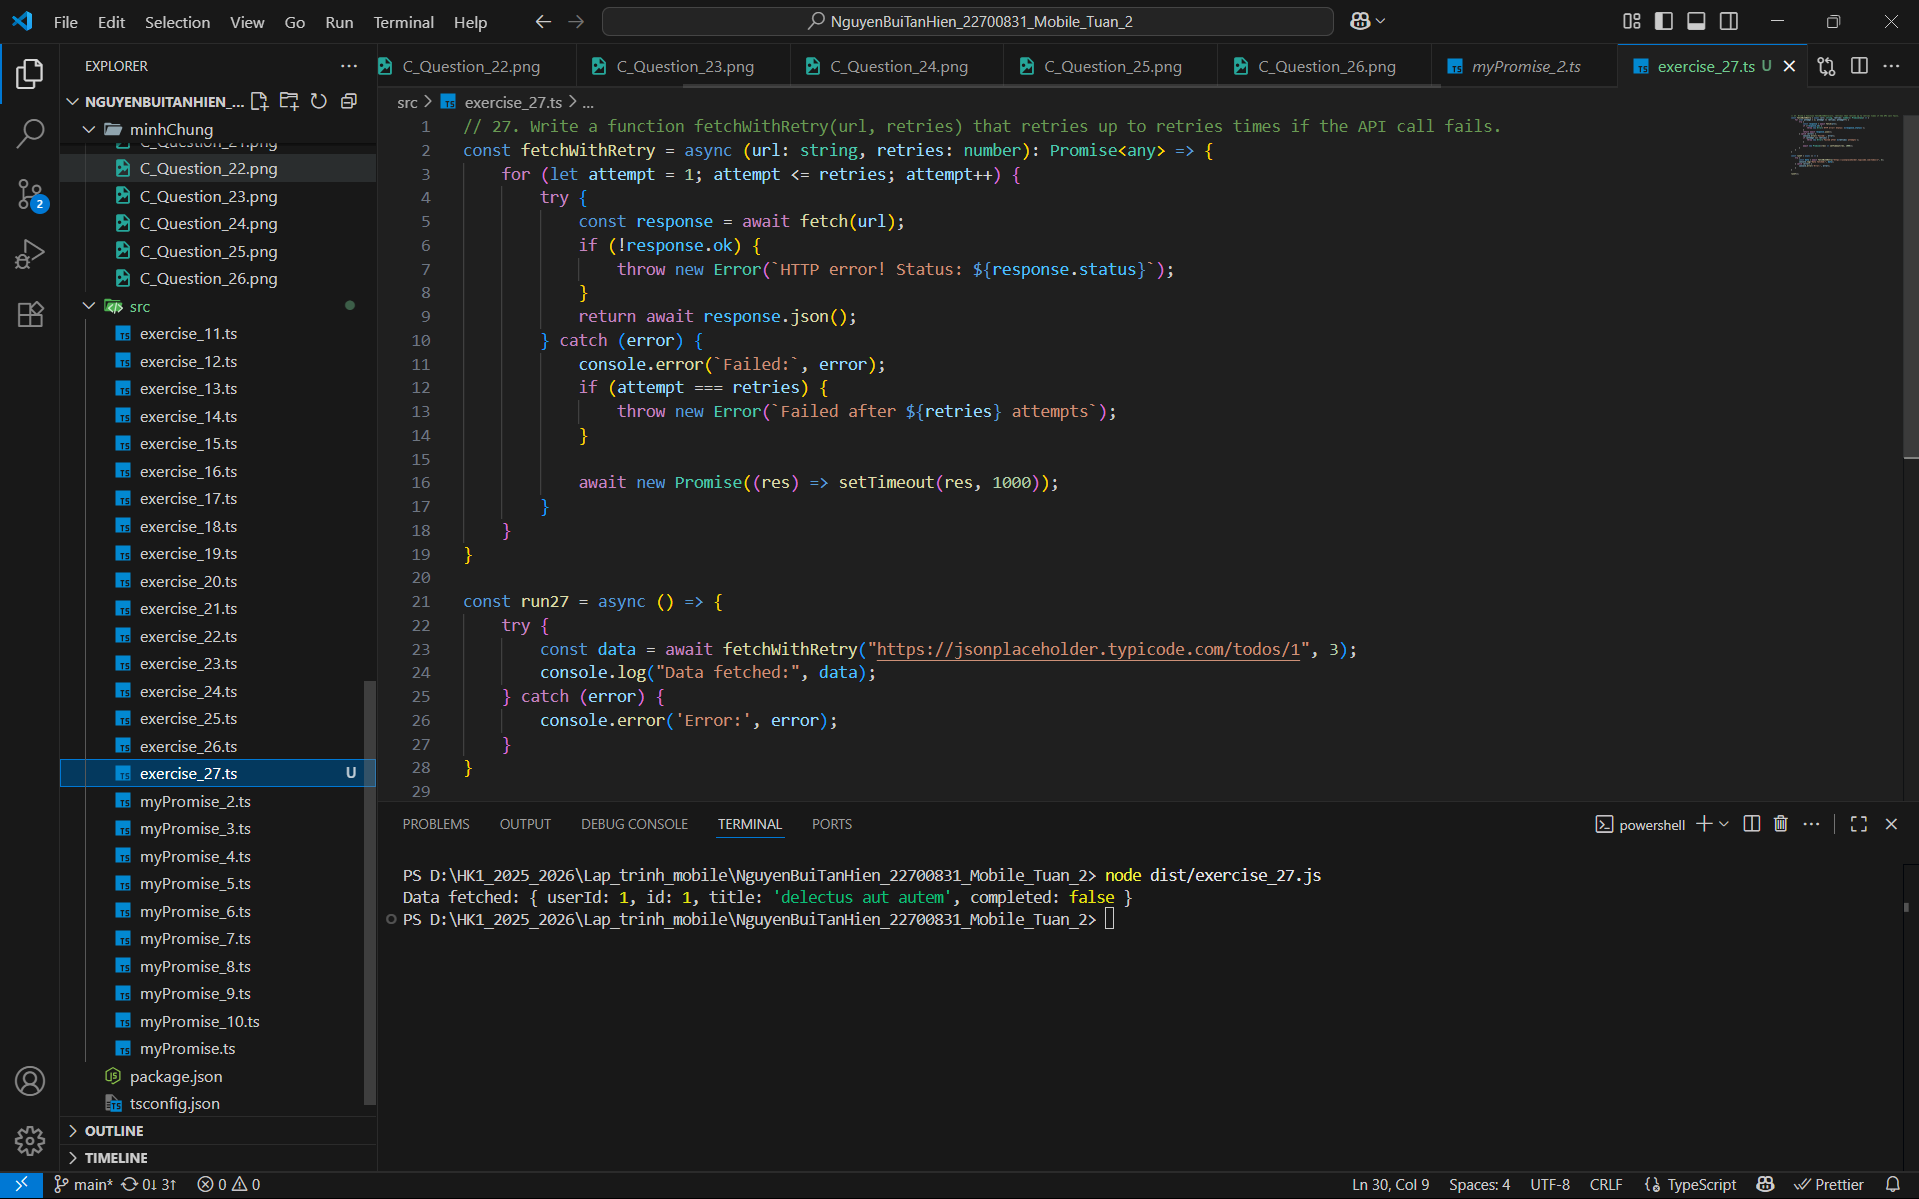 File Edit Selection View Go Run Terminal Help
NguyenBuiTanHien_22700831_Mobile_Tuan_2
EXPLORER
NGUYENBUITANHIEN_...
minhChung
C_Question_21.png
C_Question_22.png
C_Question_23.png
C_Question_24.png
C_Question_25.png
C_Question_26.png
src
exercise_11.ts
exercise_12.ts
exercise_13.ts
exercise_14.ts
exercise_15.ts
exercise_16.ts
exercise_17.ts
exercise_18.ts
exercise_19.ts
exercise_20.ts
exercise_21.ts
exercise_22.ts
exercise_23.ts
exercise_24.ts
exercise_25.ts
exercise_26.ts
exercise_27.ts U
myPromise_2.ts
myPromise_3.ts
myPromise_4.ts
myPromise_5.ts
myPromise_6.ts
myPromise_7.ts
myPromise_8.ts
myPromise_9.ts
myPromise_10.ts
myPromise.ts
package.json
tsconfig.json
OUTLINE
TIMELINE
2
C_Question_22.png C_Question_23.png C_Question_24.png C_Question_25.png C_Question_26.png myPromise_2.ts exercise_27.ts U
src > exercise_27.ts > ...
1 // 27. Write a function fetchWithRetry(url, retries) that retries up to retries times if the API call fails.
2 const fetchWithRetry = async (url: string, retries: number): Promise<any> => {
3 for (let attempt = 1; attempt <= retries; attempt++) {
4 try {
5 const response = await fetch(url);
6 if (!response.ok) {
7 throw new Error(`HTTP error! Status: ${response.status}`);
8 }
9 return await response.json();
10 } catch (error) {
11 console.error(`Failed:`, error);
12 if (attempt === retries) {
13 throw new Error(`Failed after ${retries} attempts`);
14 }
15
16 await new Promise((res) => setTimeout(res, 1000));
17 }
18 }
19 }
20
21 const run27 = async () => {
22 try {
23 const data = await fetchWithRetry("https://jsonplaceholder.typicode.com/todos/1", 3);
24 console.log("Data fetched:", data);
25 } catch (error) {
26 console.error('Error:', error);
27 }
28 }
29
PROBLEMS OUTPUT DEBUG CONSOLE TERMINAL PORTS
powershell
PS D:\HK1_2025_2026\Lap_trinh_mobile\NguyenBuiTanHien_22700831_Mobile_Tuan_2> node dist/exercise_27.js
Data fetched: { userId: 1, id: 1, title: 'delectus aut autem', completed: false }
PS D:\HK1_2025_2026\Lap_trinh_mobile\NguyenBuiTanHien_22700831_Mobile_Tuan_2>
main* 0↓ 3↑ 0 0 Ln 30, Col 9 Spaces: 4 UTF-8 CRLF TypeScript Prettier